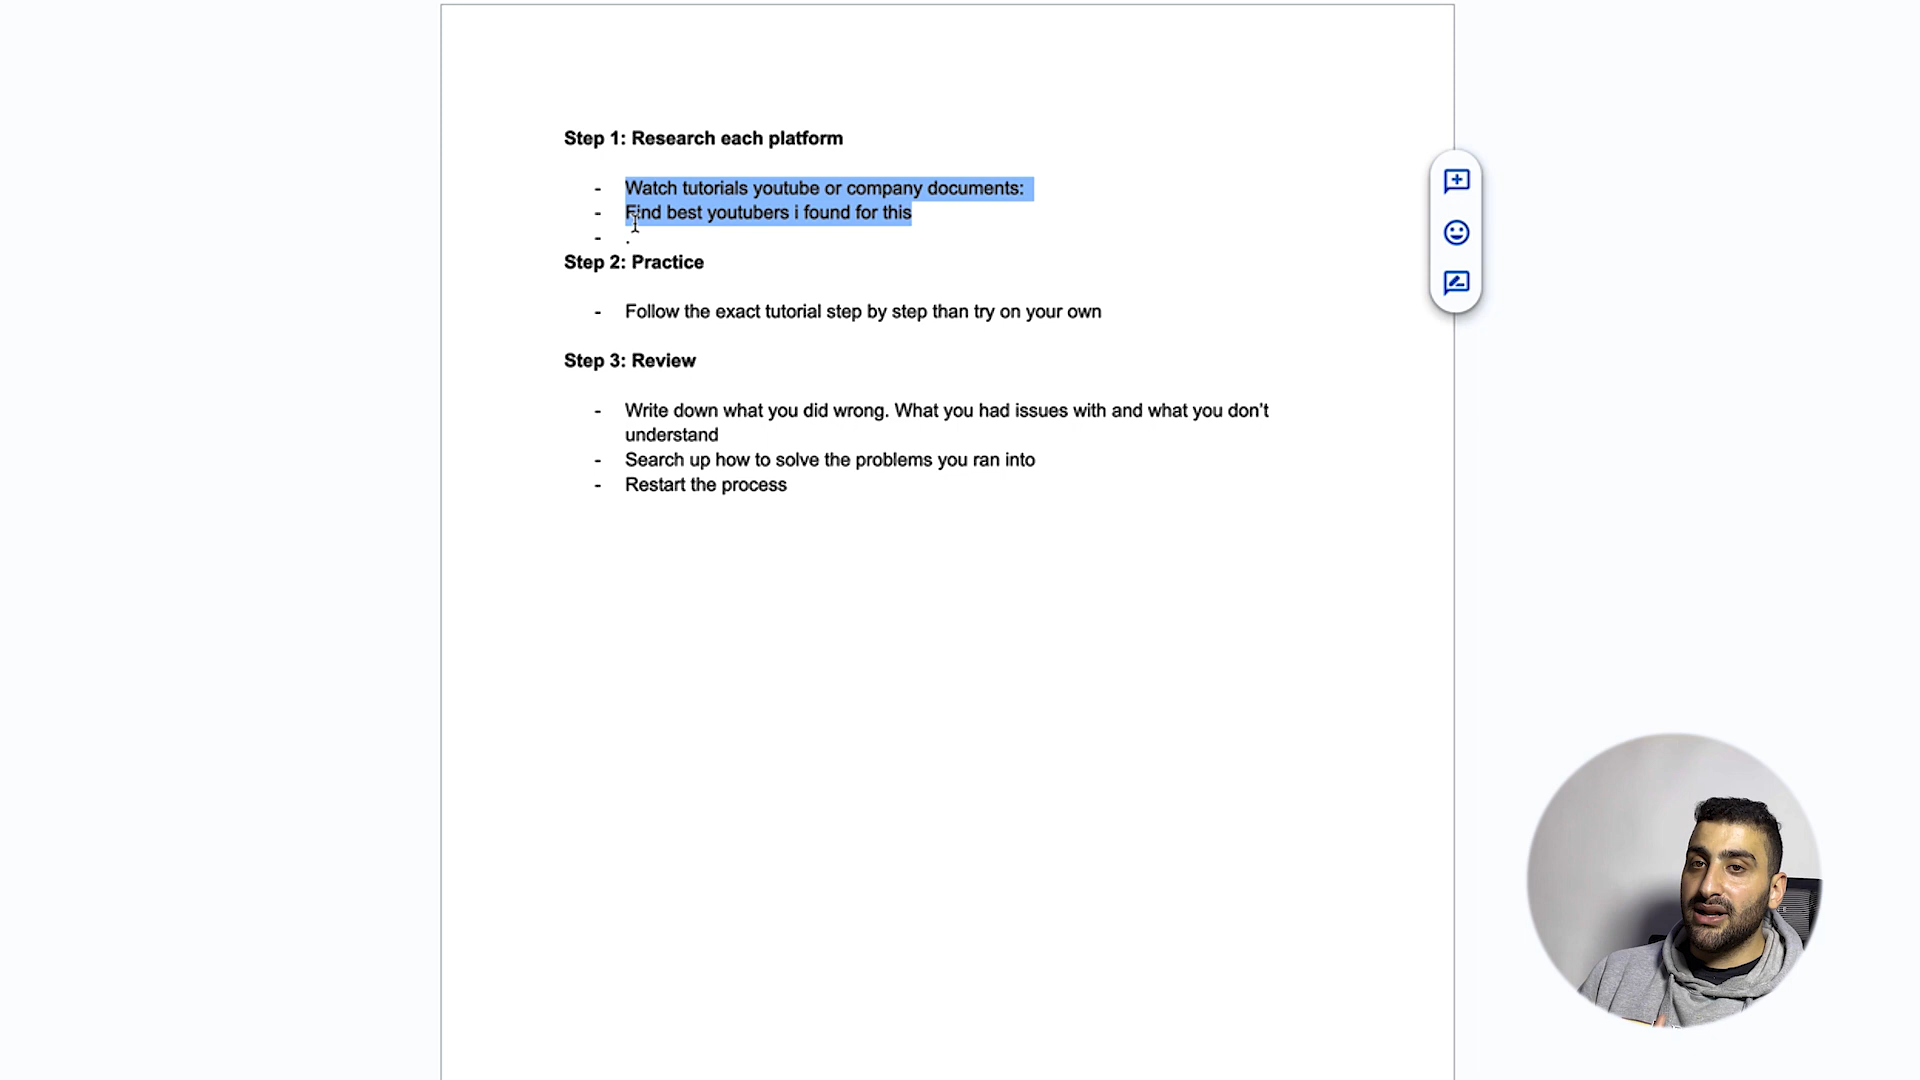 Step 1: Research each platform
- Watch tutorials youtube or company documents:
- Find best youtubers i found for this
- .
Step 2: Practice
- Follow the exact tutorial step by step than try on your own
Step 3: Review
- Write down what you did wrong. What you had issues with and what you don't
understand
- Search up how to solve the problems you ran into
- Restart the process